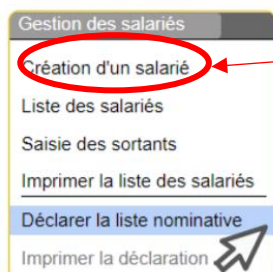 Gestion des salariés
Création d'un salarié
Liste des salariés
Saisie des sortants
Imprimer la liste des salariés
Déclarer la liste nominative
Imprimer la déclaration